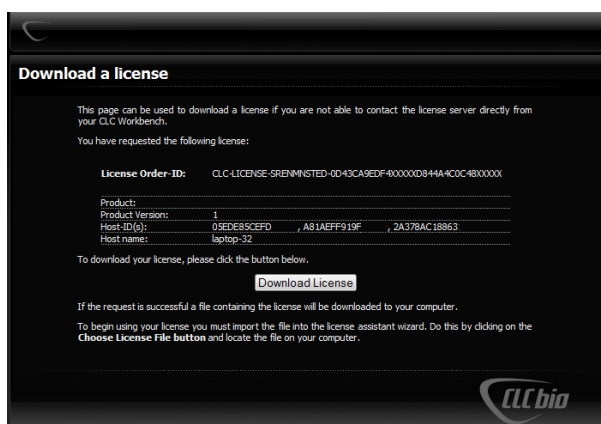 Download a license
This page can be used to download a license if you are not able to contact the license server directly from
your CLC Workbench.
You have requested the following license:
License Order-ID: CLC-LICENSE-SRENMNSTED-0D43CA9EDF4XXXXXD844A4C0C48XXXXX
Product:
Product Version: 1
Host-ID(s): 05EDE85CEFD , A81AEFF919F , 2A378AC18863
Host name: laptop-32
To download your license, please click the button below.
Download License
If the request is successful a file containing the license will be downloaded to your computer.
To begin using your license you must import the file into the license assistant wizard. Do this by clicking on the
Choose License File button and locate the file on your computer.
CLC bio